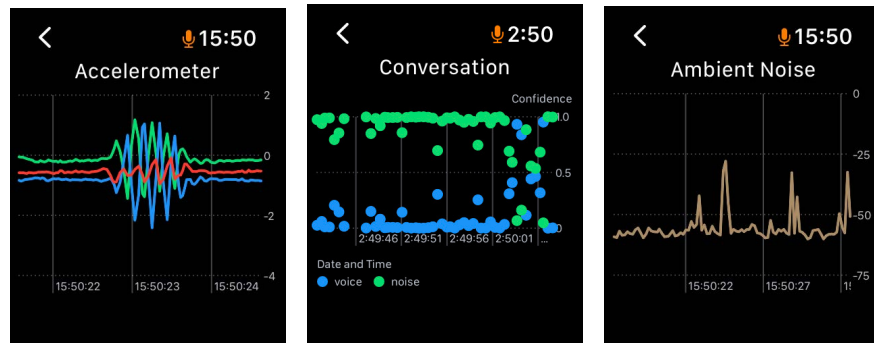 15:50
Accelerometer
2
0
-2
-4
15:50:22 15:50:23 15:50:24
2:50
Conversation
Confidence
1.0
0.5
0
2:49:46 2:49:51 2:49:56 2:50:01 ...
Date and Time
voice noise
15:50
Ambient Noise
0
-25
-50
-75
15:50:22 15:50:27 1!